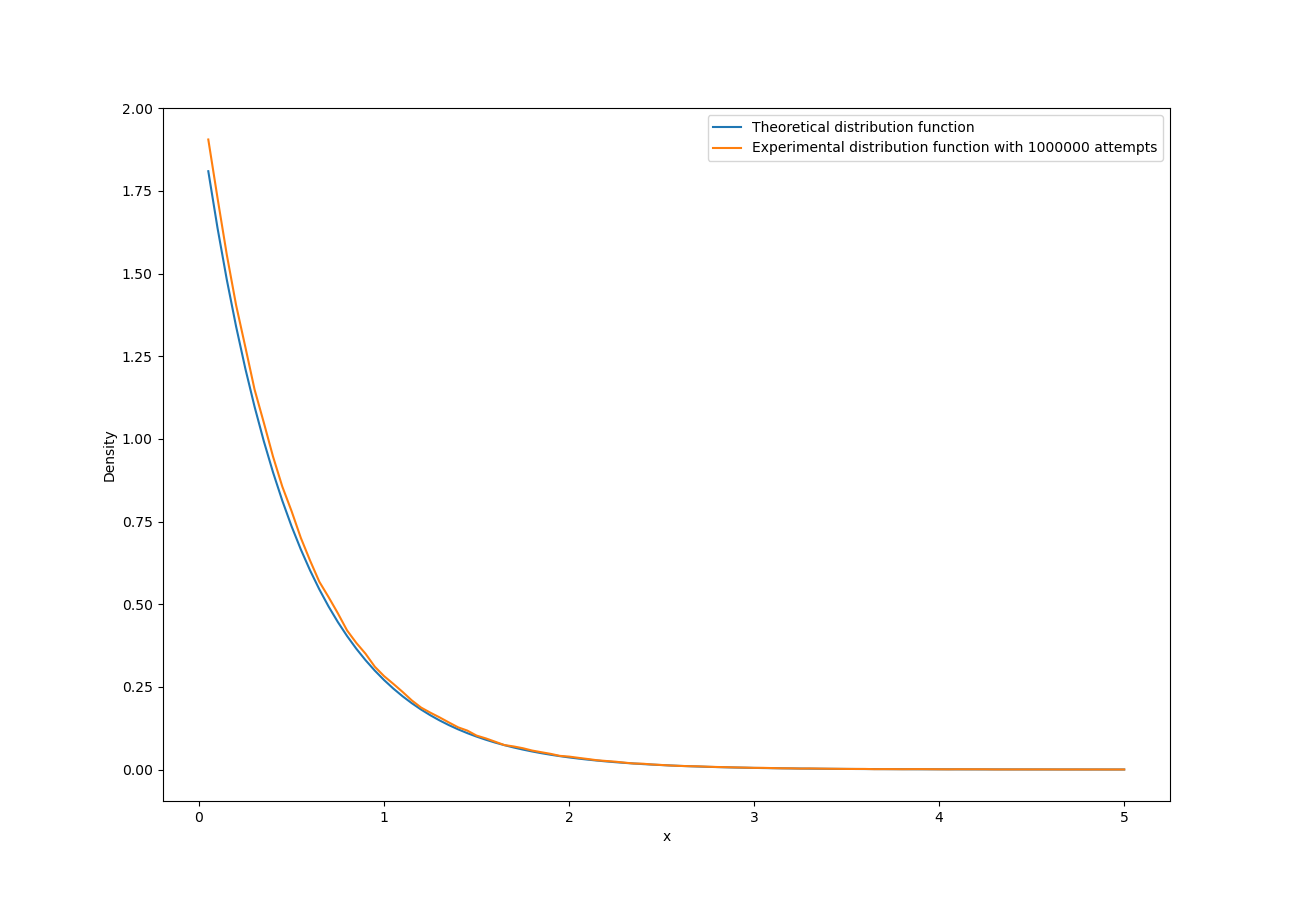 2.00
1.75
1.50
1.25
1.00
0.75
0.50
0.25
0.00
Density
Theoretical distribution function
Experimental distribution function with 1000000 attempts
0 1 2 3 4 5
x